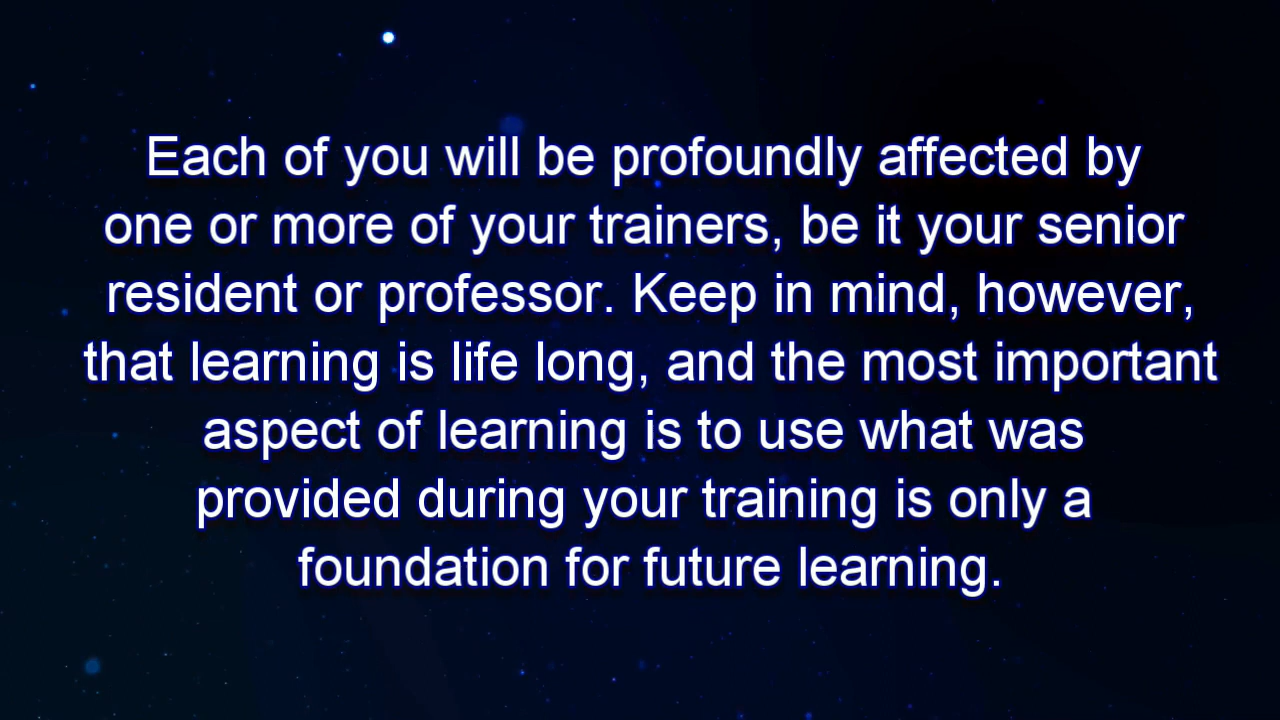 Each of you will be profoundly affected by
one or more of your trainers, be it your senior
resident or professor. Keep in mind, however,
that learning is life long, and the most important
aspect of learning is to use what was
provided during your training is only a
foundation for future learning.